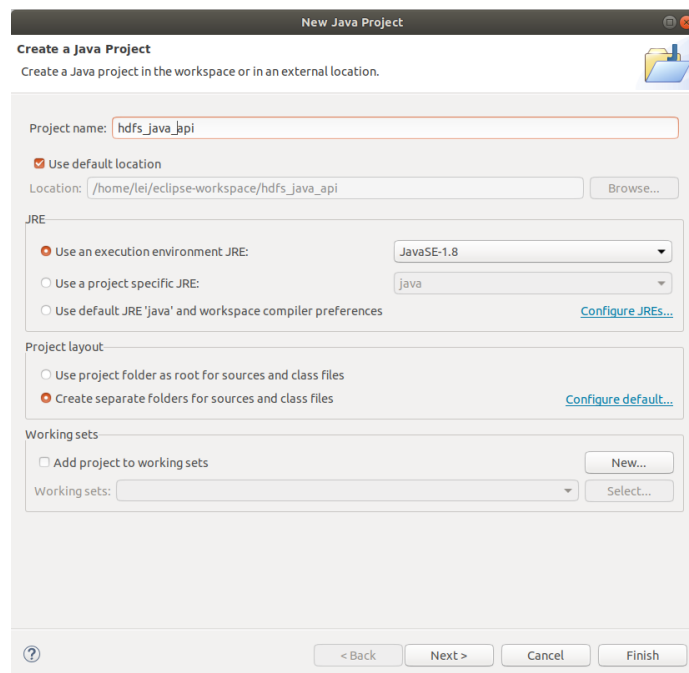 New Java Project
Create a Java Project
Create a Java project in the workspace or in an external location.
Project name: hdfs_java_api
Use default location
Location: /home/lei/eclipse-workspace/hdfs_java_api Browse...
JRE
Use an execution environment JRE: JavaSE-1.8
Use a project specific JRE: java
Use default JRE 'java' and workspace compiler preferences Configure JREs...
Project layout
Use project folder as root for sources and class files
Create separate folders for sources and class files Configure default...
Working sets
Add project to working sets New...
Working sets: Select...
? < Back Next > Cancel Finish